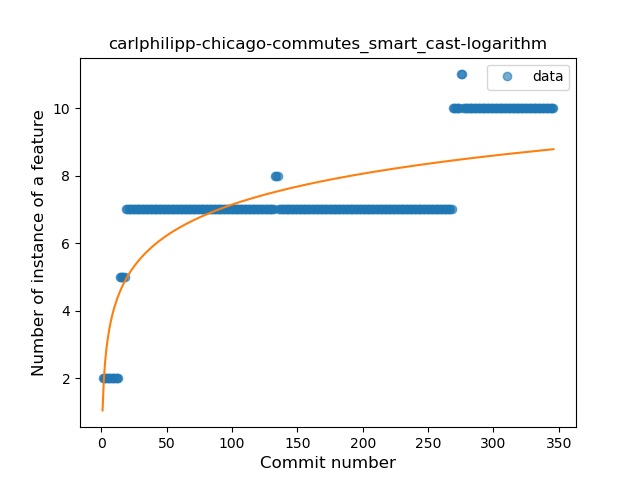 carlphilipp-chicago-commutes_smart_cast-logarithm
data
Number of instance of a feature
10
8
6
4
2
0 50 100 150 200 250 300 350
Commit number